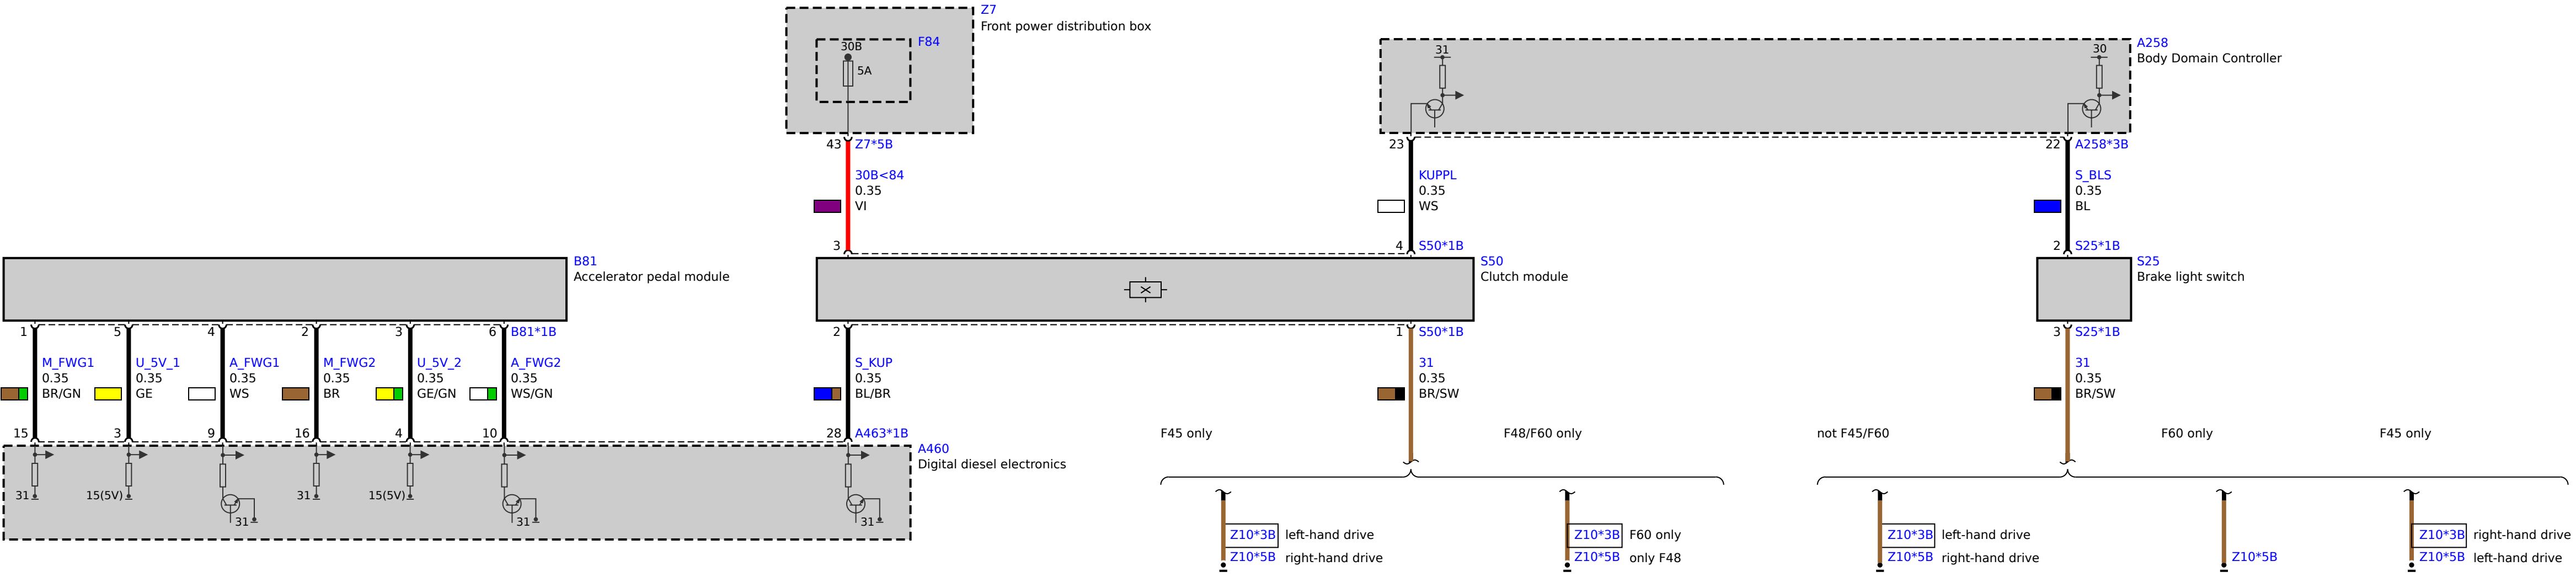 Z7
Front power distribution box
F84
30B
5A
A258
Body Domain Controller
31
30
43 Z7*5B
23
22 A258*3B
30B<84
0.35
VI
KUPPL
0.35
WS
S_BLS
0.35
BL
3
4 S50*1B
2 S25*1B
B81
Accelerator pedal module
S50
Clutch module
S25
Brake light switch
1
5
4
2
3
6 B81*1B
2
1 S50*1B
3 S25*1B
M_FWG1
0.35
BR/GN
U_5V_1
0.35
GE
A_FWG1
0.35
WS
M_FWG2
0.35
BR
U_5V_2
0.35
GE/GN
A_FWG2
0.35
WS/GN
S_KUP
0.35
BL/BR
31
0.35
BR/SW
31
0.35
BR/SW
15
3
9
16
4
10
28 A463*1B
F45 only
F48/F60 only
not F45/F60
F60 only
F45 only
A460
Digital diesel electronics
31
15(5V)
31
31
15(5V)
31
31
Z10*3B left-hand drive
Z10*5B right-hand drive
Z10*3B F60 only
Z10*5B only F48
Z10*3B left-hand drive
Z10*5B right-hand drive
Z10*5B
Z10*3B right-hand drive
Z10*5B left-hand drive